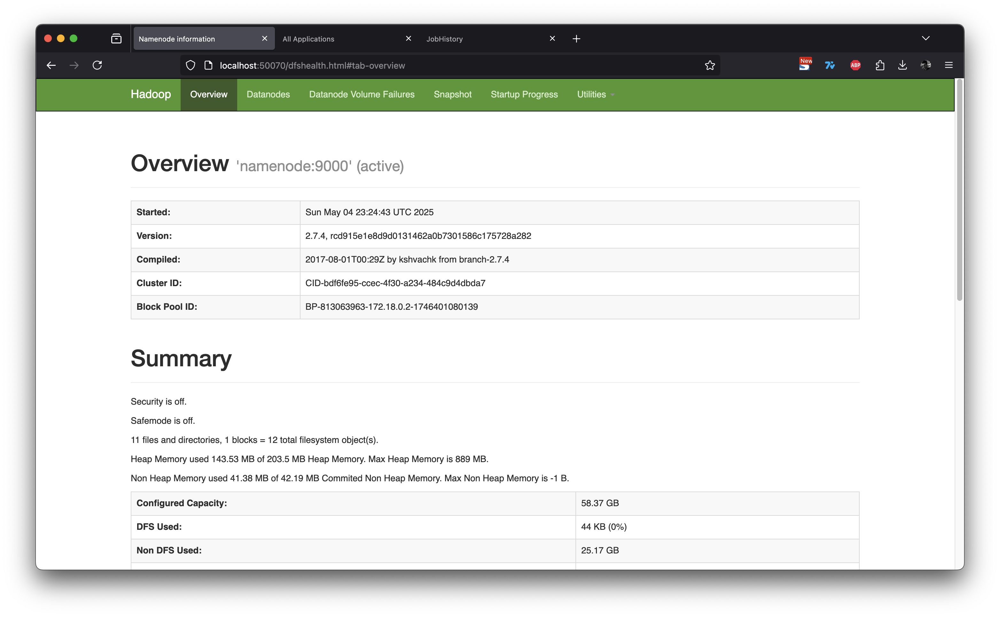 Namenode information
All Applications
JobHistory
localhost:50070/dfshealth.html#tab-overview
New
ABP
Hadoop Overview Datanodes Datanode Volume Failures Snapshot Startup Progress Utilities
Overview 'namenode:9000' (active)
Started: Sun May 04 23:24:43 UTC 2025
Version: 2.7.4, rcd915e1e8d9d0131462a0b7301586c175728a282
Compiled: 2017-08-01T00:29Z by kshvachk from branch-2.7.4
Cluster ID: CID-bdf6fe95-ccec-4f30-a234-484c9d4dbda7
Block Pool ID: BP-813063963-172.18.0.2-1746401080139
Summary
Security is off.
Safemode is off.
11 files and directories, 1 blocks = 12 total filesystem object(s).
Heap Memory used 143.53 MB of 203.5 MB Heap Memory. Max Heap Memory is 889 MB.
Non Heap Memory used 41.38 MB of 42.19 MB Commited Non Heap Memory. Max Non Heap Memory is -1 B.
Configured Capacity: 58.37 GB
DFS Used: 44 KB (0%)
Non DFS Used: 25.17 GB